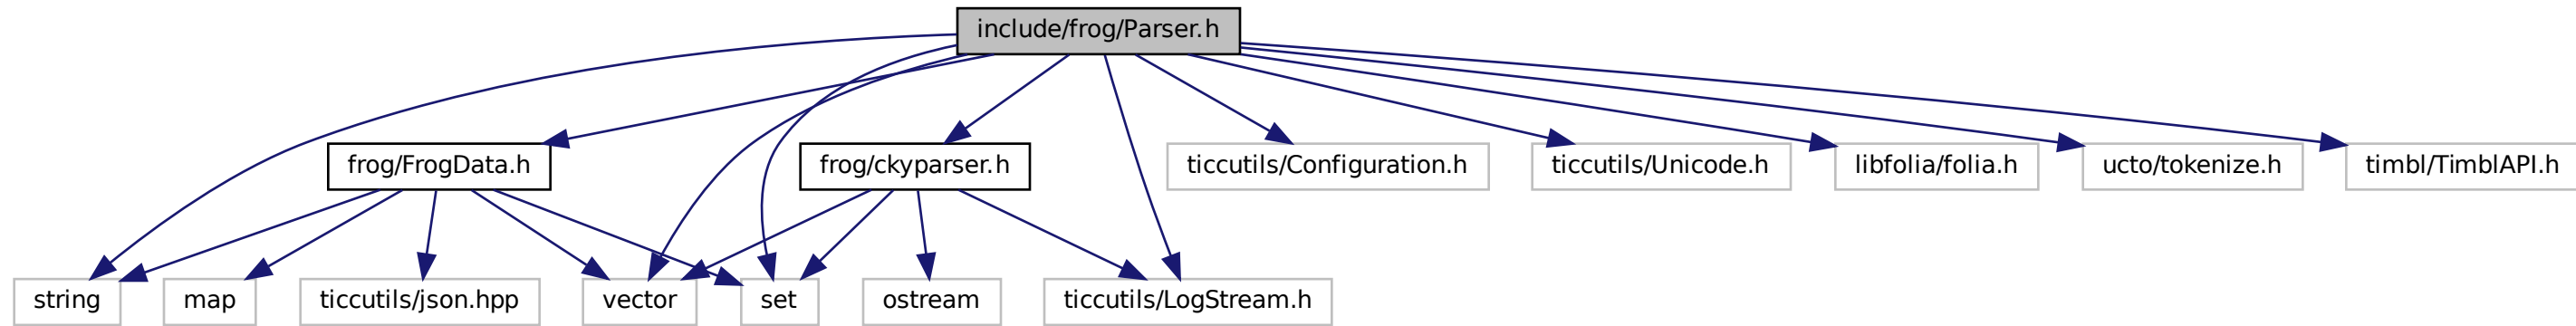 include/frog/Parser.h
frog/FrogData.h
frog/ckyparser.h
ticcutils/Configuration.h
ticcutils/Unicode.h
libfolia/folia.h
ucto/tokenize.h
timbl/TimblAPI.h
string
map
ticcutils/json.hpp
vector
set
ostream
ticcutils/LogStream.h